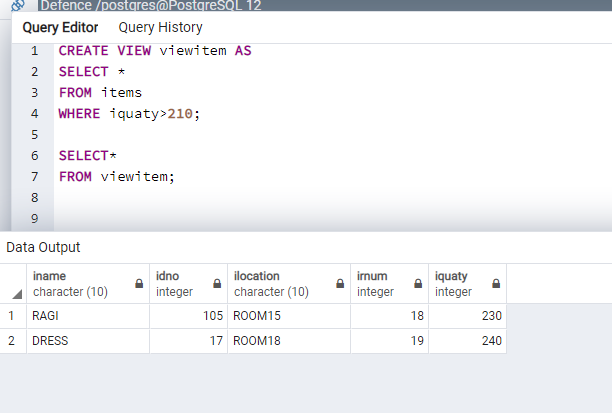 Defence /postgres@PostgreSQL 12
Query Editor Query History
1 CREATE VIEW viewitem AS
2 SELECT *
3 FROM items
4 WHERE iquaty>210;
5
6 SELECT*
7 FROM viewitem;
8
9
Data Output
iname idno ilocation irnum iquaty
character (10) integer character (10) integer integer
1 RAGI 105 ROOM15 18 230
2 DRESS 17 ROOM18 19 240